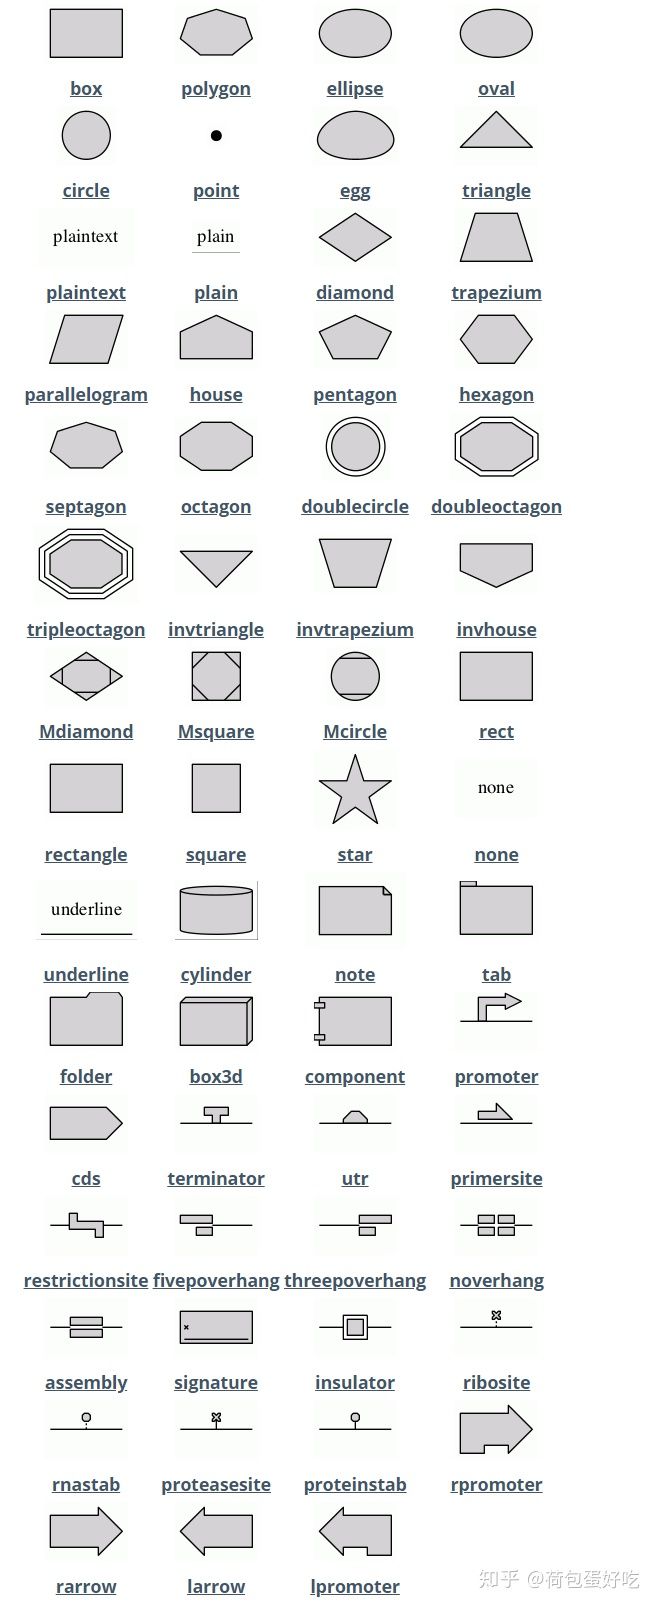 box polygon ellipse oval
circle point egg triangle
plaintext plain
plaintext plain diamond trapezium
parallelogram house pentagon hexagon
septagon octagon doublecircle doubleoctagon
tripleoctagon invtriangle invtrapezium invhouse
Mdiamond Msquare Mcircle rect
none
rectangle square star none
underline
underline cylinder note tab
folder box3d component promoter
cds terminator utr primersite
restrictionsite fivepoverhang threepoverhang noverhang
assembly signature insulator ribosite
rnastab proteasesite proteinstab rpromoter
rarrow larrow lpromoter
知乎 @荷包蛋好吃